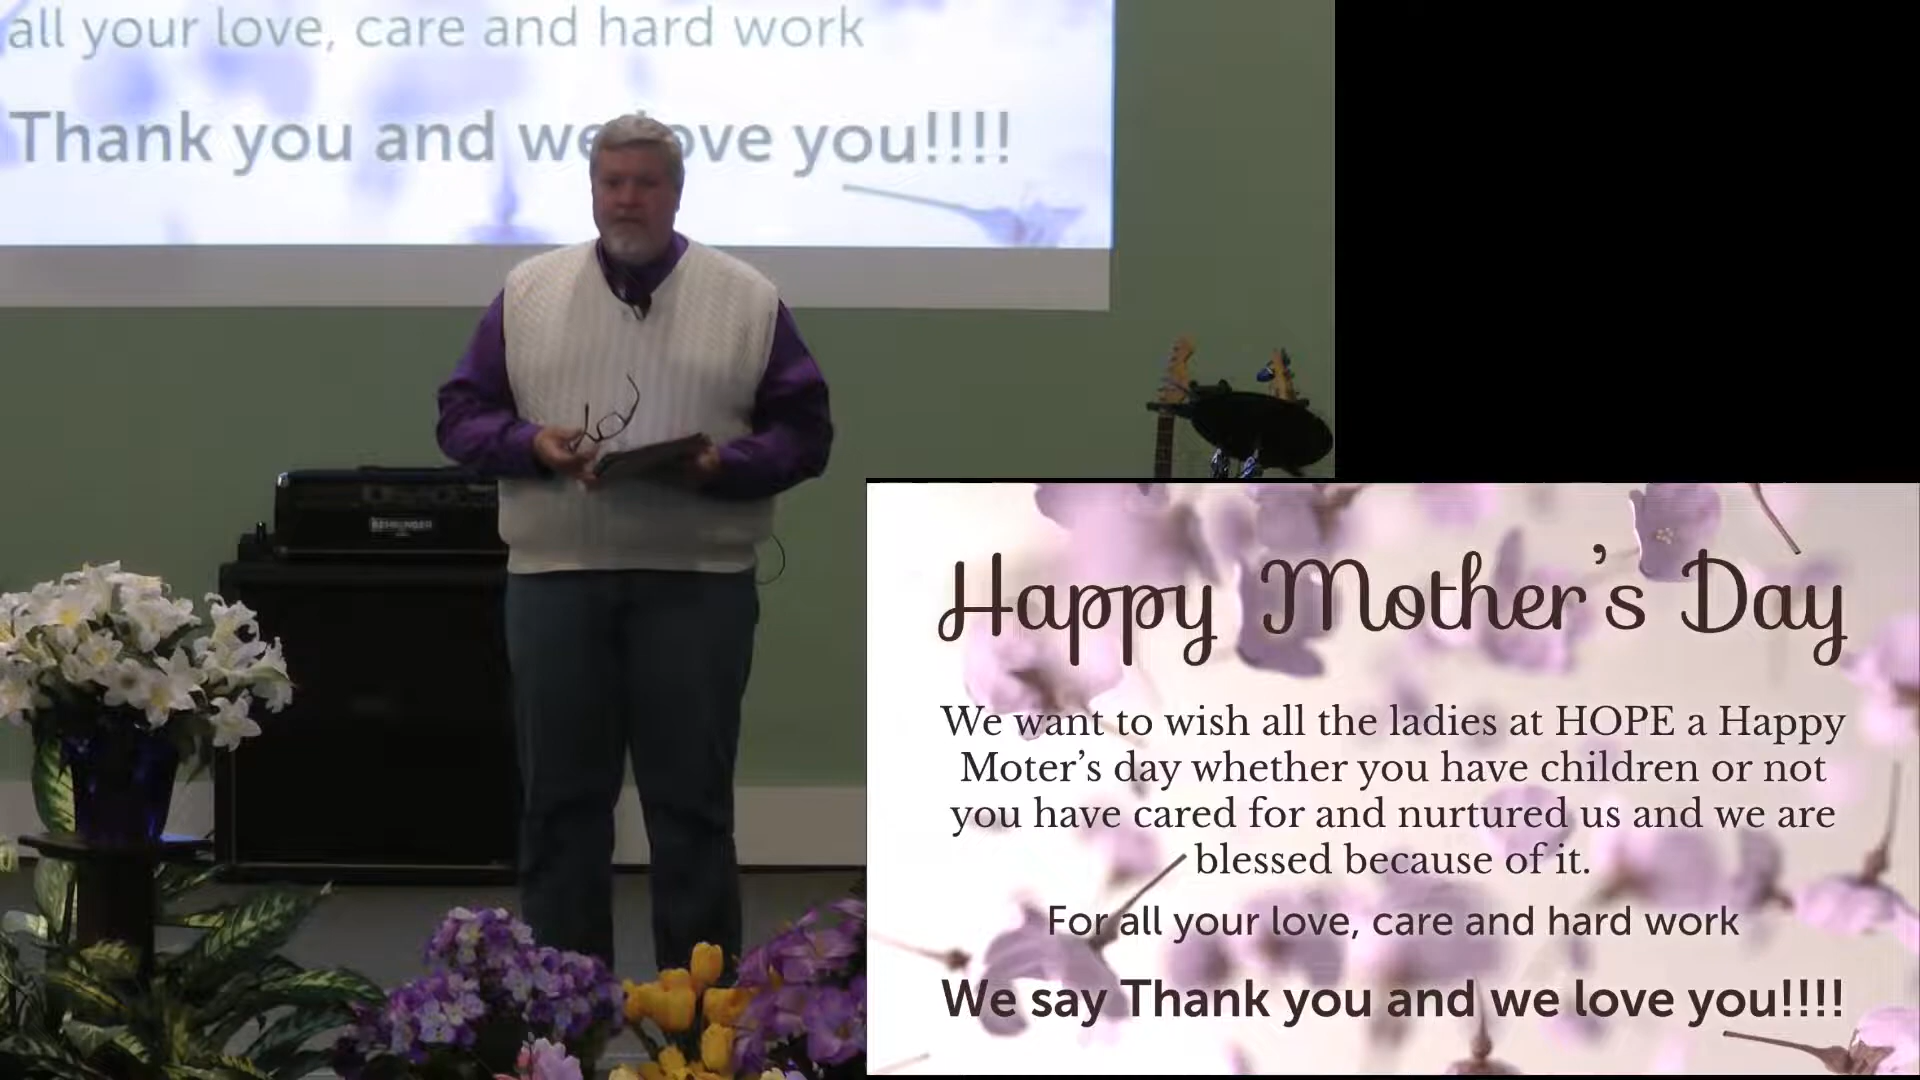 all your love, care and hard work
Thank you and we love you!!!!
BEHRINGER
Happy Mother's Day
We want to wish all the ladies at HOPE a Happy
Moter's day whether you have children or not
you have cared for and nurtured us and we are
blessed because of it.
For all your love, care and hard work
We say Thank you and we love you!!!!